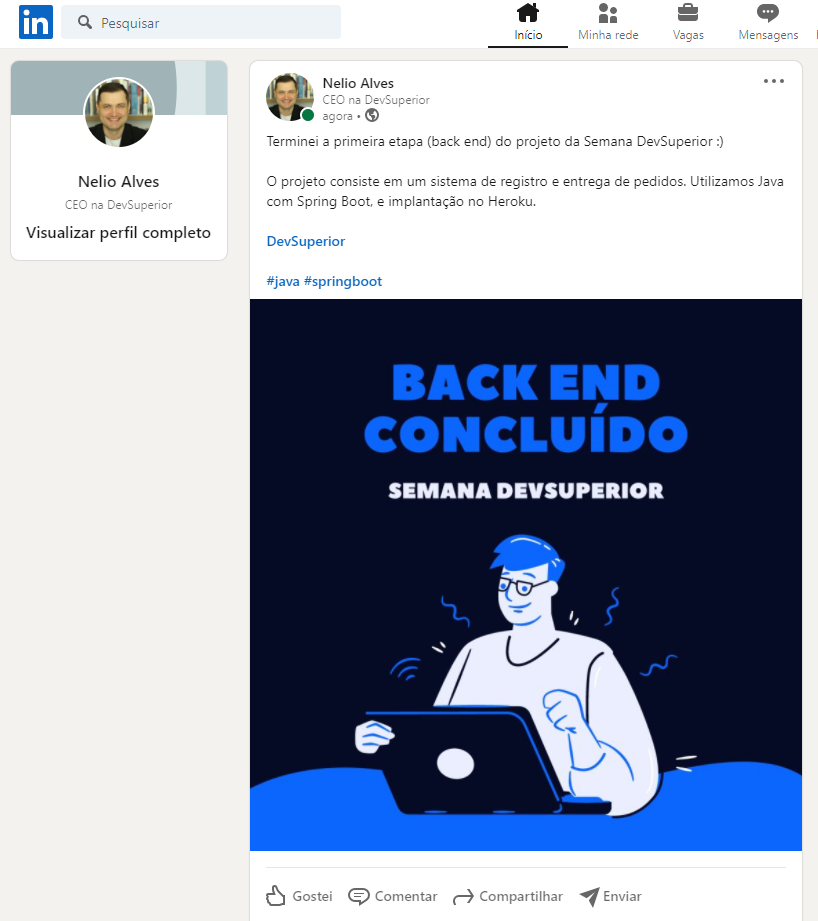 in
Pesquisar
Início
Minha rede
Vagas
Mensagens
Nelio Alves
CEO na DevSuperior
Visualizar perfil completo
Nelio Alves
CEO na DevSuperior
agora •
Terminei a primeira etapa (back end) do projeto da Semana DevSuperior :)
O projeto consiste em um sistema de registro e entrega de pedidos. Utilizamos Java
com Spring Boot, e implantação no Heroku.
DevSuperior
#java #springboot
BACK END
CONCLUÍDO
SEMANA DEVSUPERIOR
Gostei
Comentar
Compartilhar
Enviar